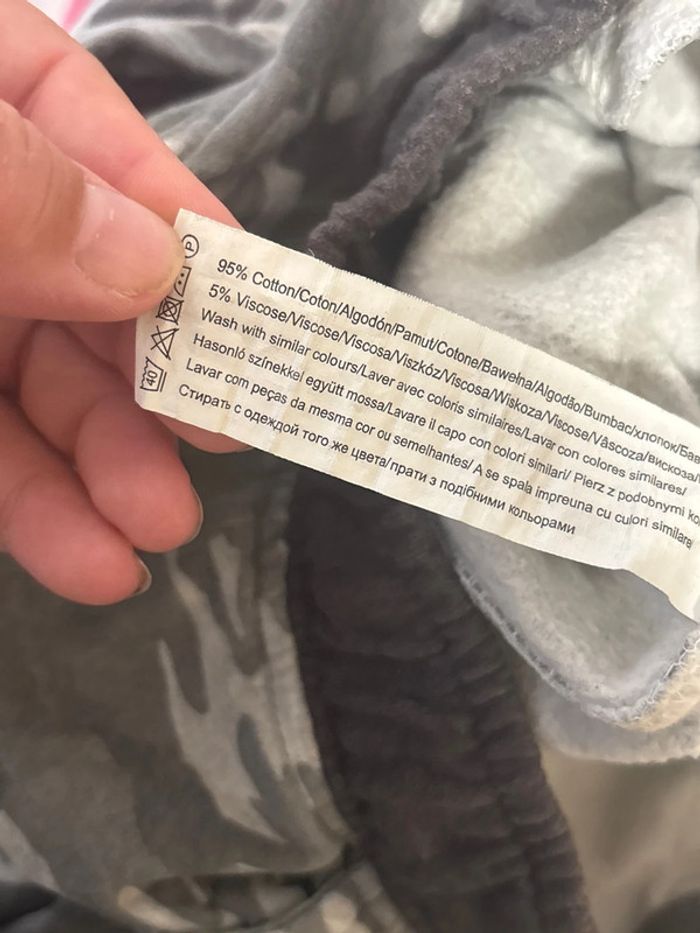 95% Cotton/Coton/Algodón/Pamut/Cotone/Bawełna/Algodão/Bumbac/хлопок/Бав
5% Viscose/Viscose/Viscosa/Viszkóz/Viscosa/Wiskoza/Viscose/Vâscoza/вискоза/
Wash with similar colours/Laver avec coloris similaires/Lavar con colores similares/
Hasonló színekkel együtt mossa/Lavare il capo con colori similari/ Pierz z podobnymi ko
Lavar com peças da mesma cor ou semelhantes/ A se spala impreuna cu culori similare
Стирать с одеждой того же цвета/прати з подібними кольорами
40
P